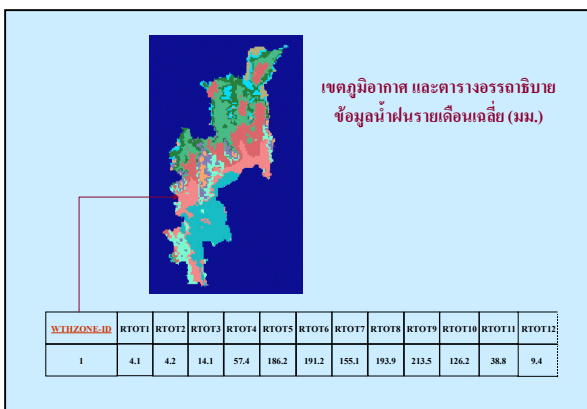 เขตภูมิอากาศ และตารางอรรถาธิบาย
ข้อมูลน้ำฝนรายเดือนเฉลี่ย (มม.)
WTHZONE-ID RTOT1 RTOT2 RTOT3 RTOT4 RTOT5 RTOT6 RTOT7 RTOT8 RTOT9 RTOT10 RTOT11 RTOT12
1 4.1 4.2 14.1 57.4 186.2 191.2 155.1 193.9 213.5 126.2 38.8 9.4